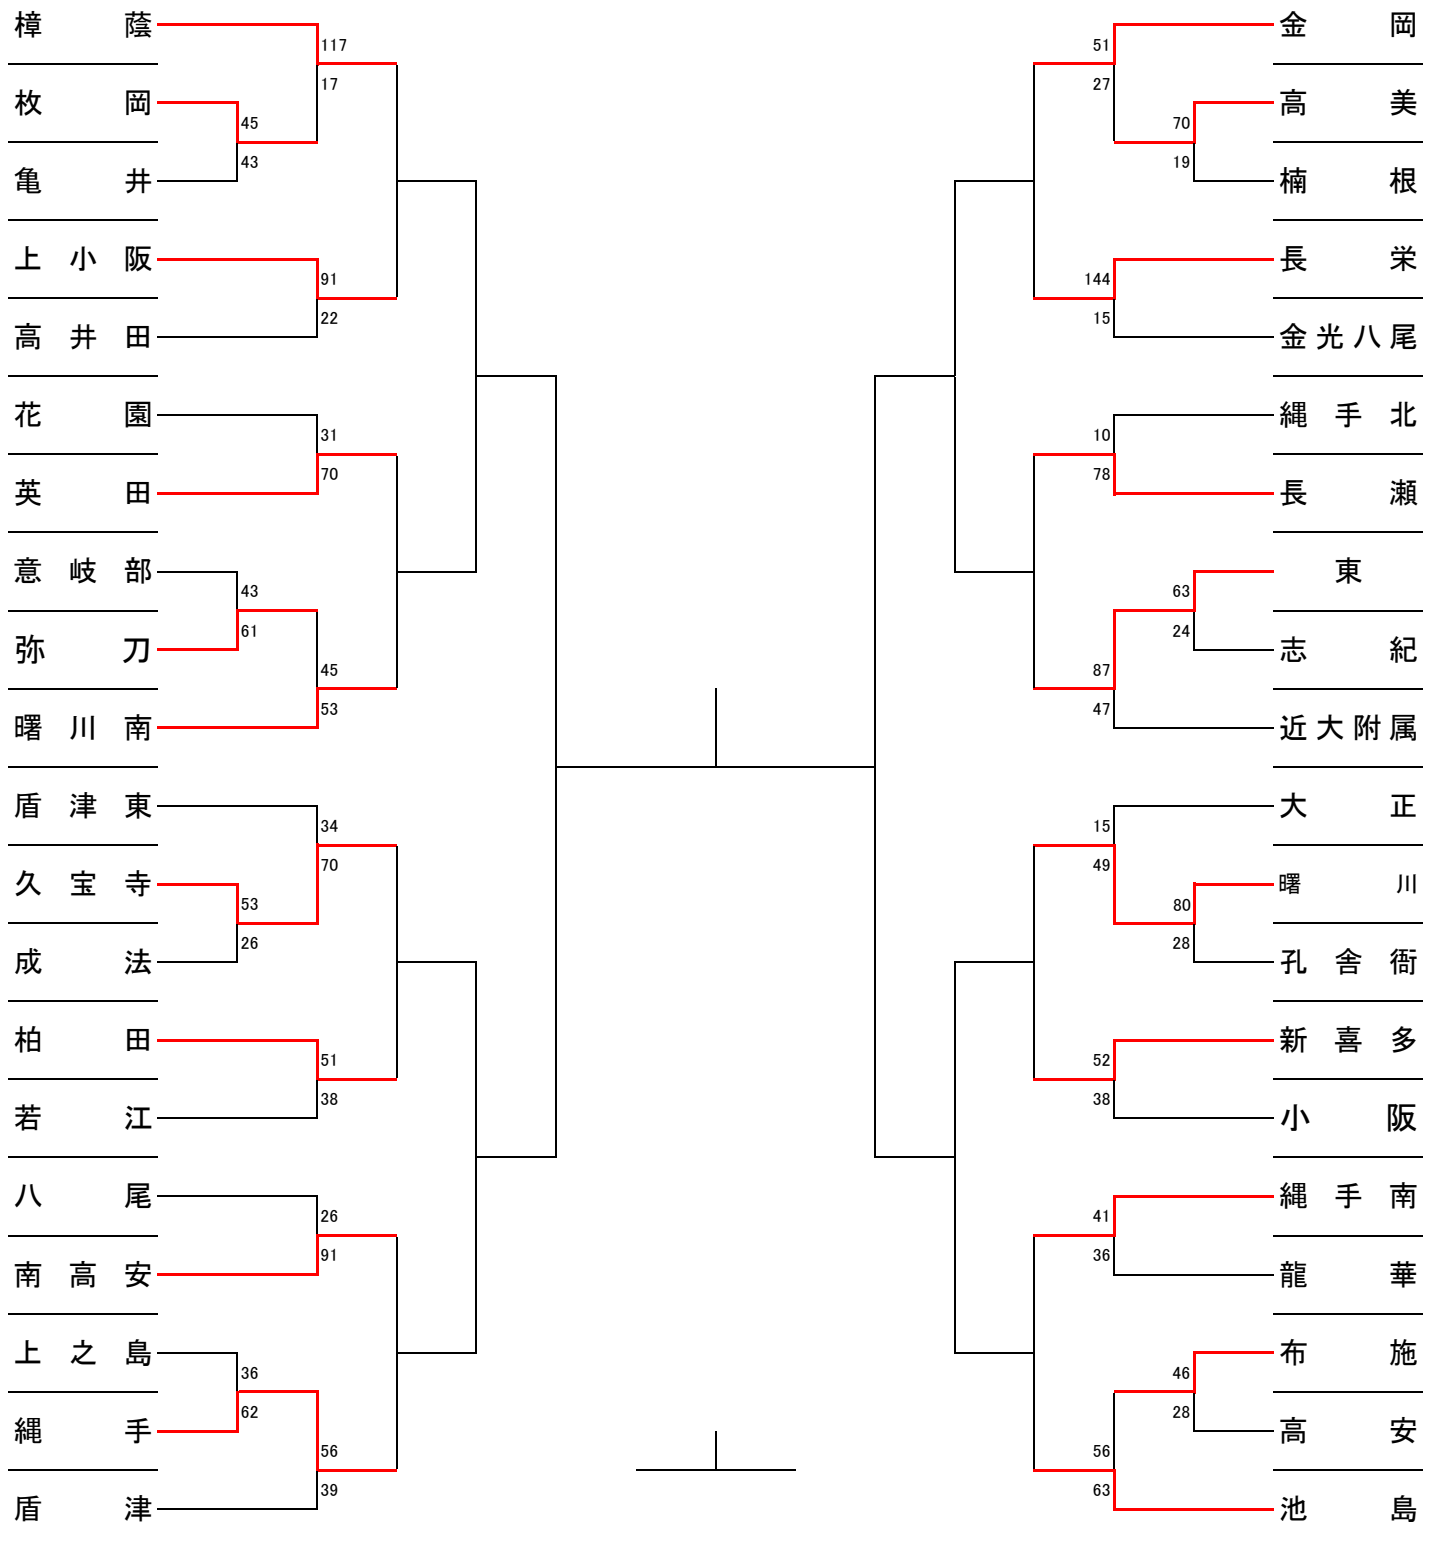 樟蔭
117
17
枚岡
45
43
亀井
上小阪
91
22
高井田
花園
31
70
英田
意岐部
43
61
弥刀
45
53
曙川南
盾津東
34
70
久宝寺
53
26
成法
柏田
51
38
若江
八尾
26
91
南高安
上之島
36
62
縄手
56
39
盾津
金岡
51
27
高美
70
19
楠根
長栄
144
15
金光八尾
縄手北
10
78
長瀬
東
63
24
志紀
87
47
近大附属
大正
15
49
曙川
80
28
孔舎衙
新喜多
52
38
小阪
縄手南
41
36
龍華
布施
46
28
高安
56
63
池島